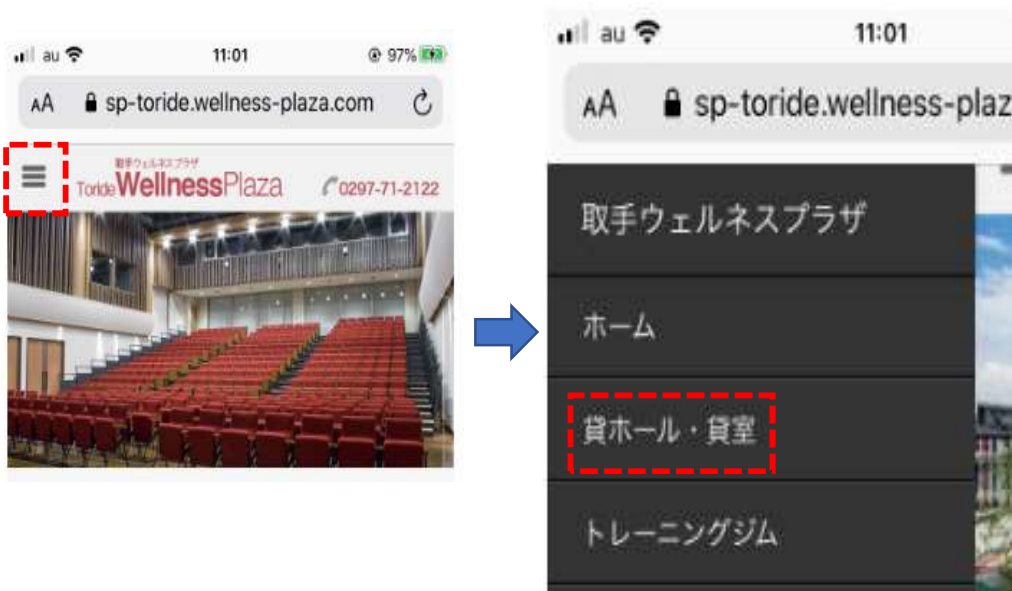 au
11:01
97%
AA sp-toride.wellness-plaza.com
取手ウェルネスプラザ
Toride WellnessPlaza
0297-71-2122
au
11:01
AA sp-toride.wellness-plaz
取手ウェルネスプラザ
ホーム
貸ホール・貸室
トレーニングジム